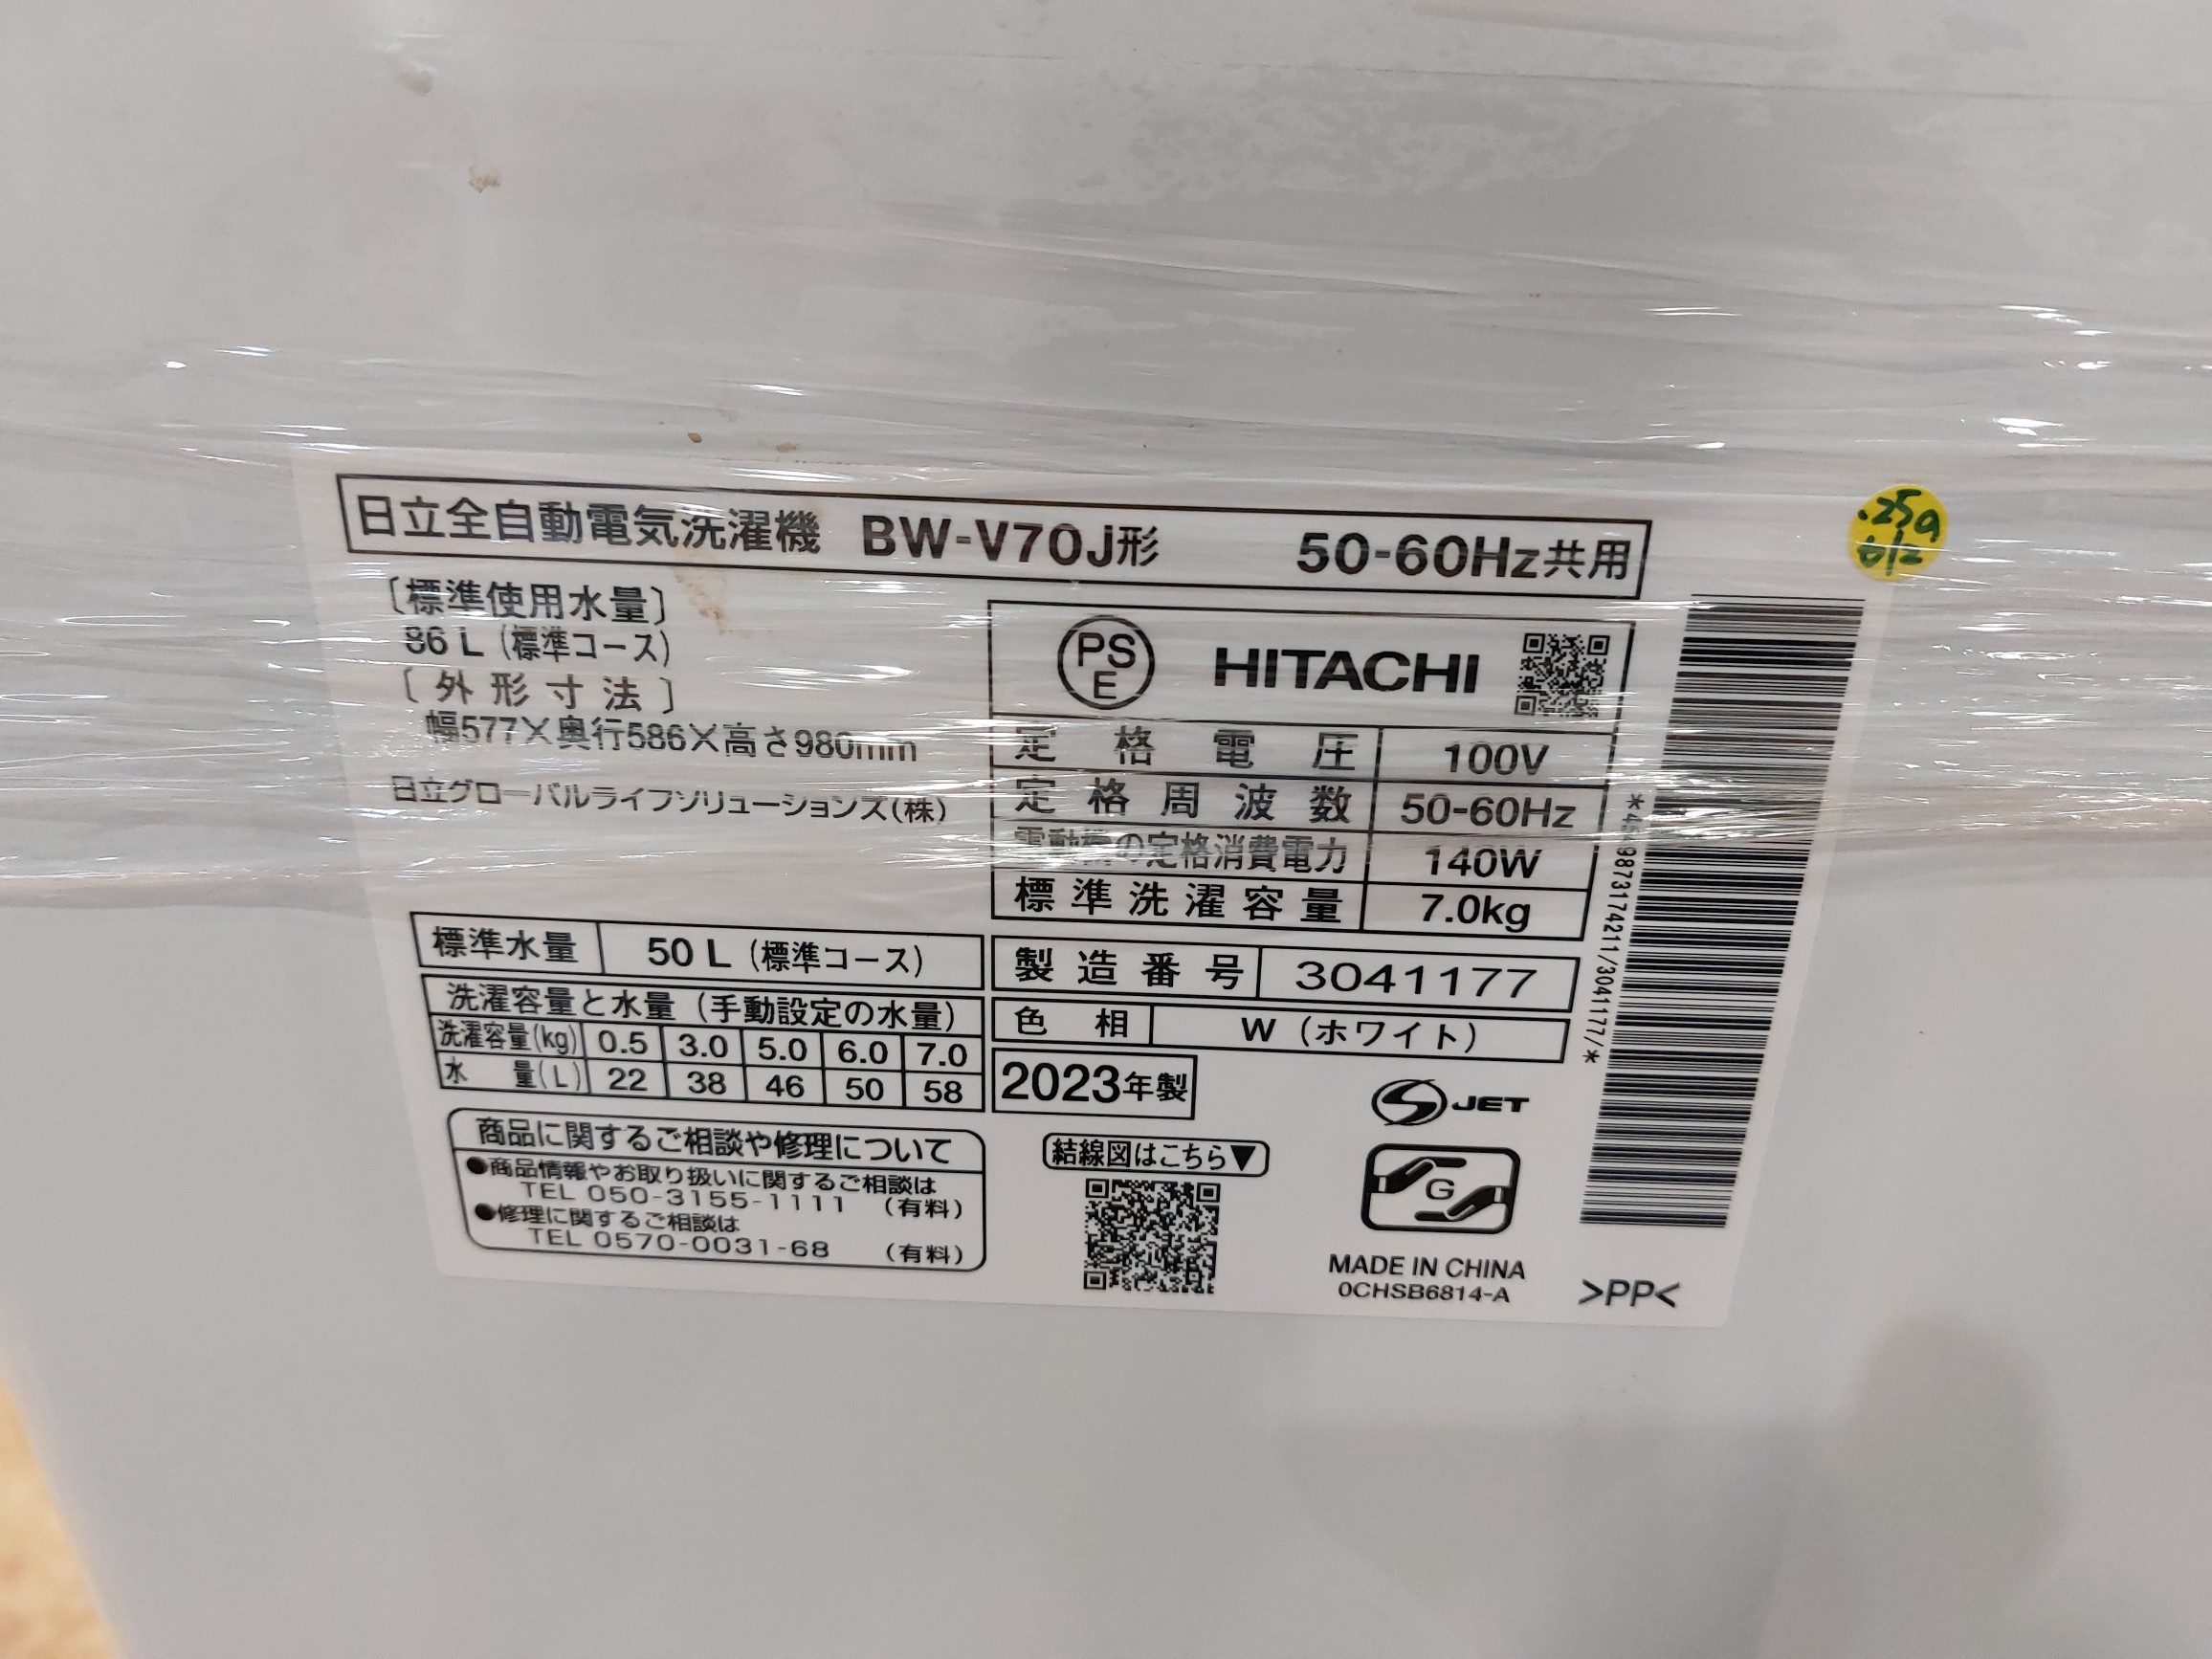 日立全自動電気洗濯機 BW-V70J形 50-60Hz共用
〔標準使用水量〕
86 L (標準コース)
〔外形寸法〕
幅577×奥行586×高さ980mm
日立グローバルライフソリューションズ(株)
PS
E
HITACHI
定格電圧 100V
定格周波数 50-60Hz
電動機の定格消費電力 140W
標準洗濯容量 7.0kg
標準水量 50 L (標準コース)
洗濯容量と水量 (手動設定の水量)
洗濯容量(kg) 0.5 3.0 5.0 6.0 7.0
水量(L) 22 38 46 50 58
製造番号 3041177
色相 W (ホワイト)
2023年製
JET
商品に関するご相談や修理について
●商品情報やお取り扱いに関するご相談は
TEL 050-3155-1111 (有料)
●修理に関するご相談は
TEL 0570-0031-68 (有料)
結線図はこちら▼
G
MADE IN CHINA
0CHSB6814-A
>PP<